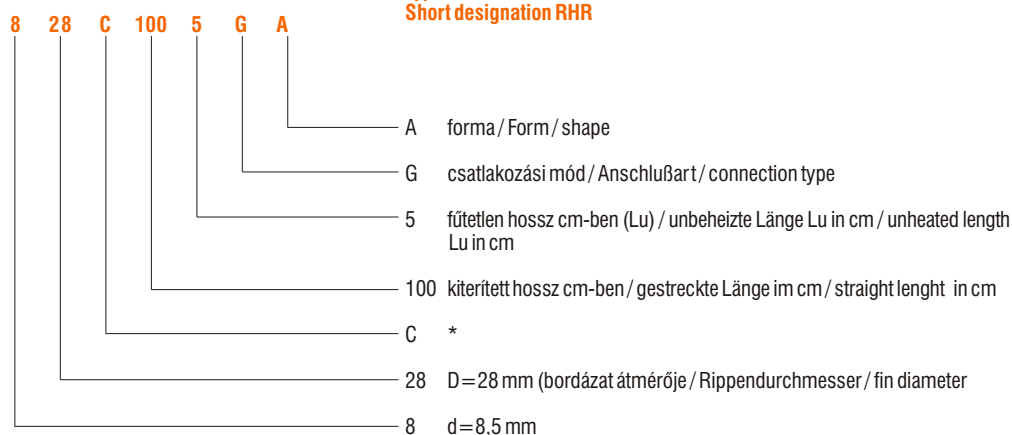 Short designation RHR
8 28 C 100 5 G A
A forma / Form / shape
G csatlakozási mód / Anschlußart / connection type
5 fűtetlen hossz cm-ben (Lu) / unbeheizte Länge Lu in cm / unheated length
Lu in cm
100 kiterített hossz cm-ben / gestreckte Länge im cm / straight lenght in cm
C *
28 D=28 mm (bordázat átmérője / Rippendurchmesser / fin diameter
8 d=8,5 mm